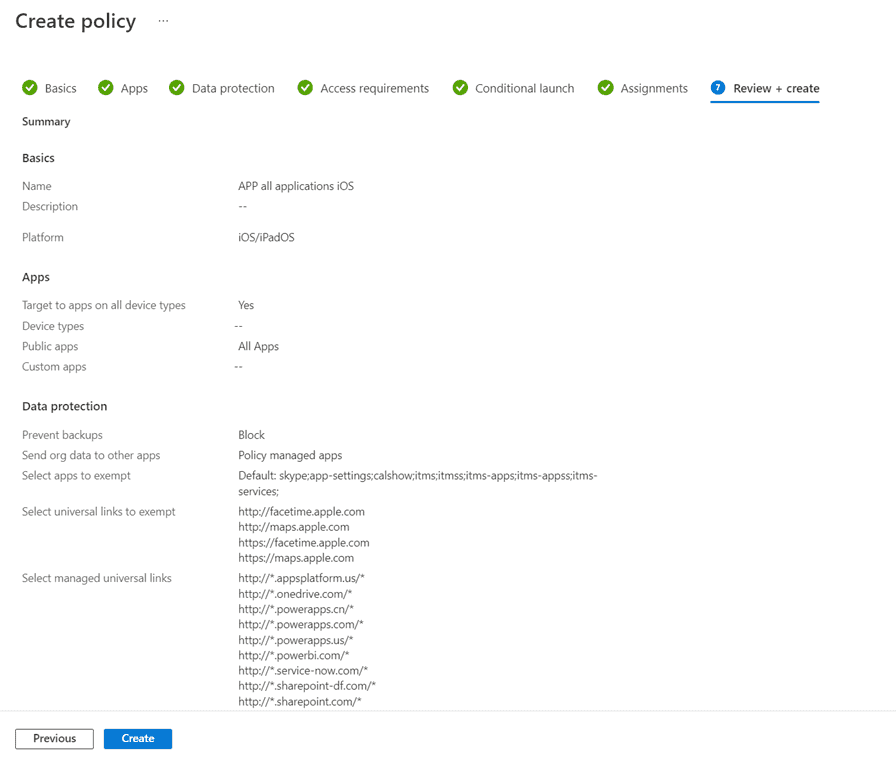 Create policy ...
Basics Apps Data protection Access requirements Conditional launch Assignments 7 Review + create
Summary
Basics
Name APP all applications iOS
Description --
Platform iOS/iPadOS
Apps
Target to apps on all device types Yes
Device types --
Public apps All Apps
Custom apps --
Data protection
Prevent backups Block
Send org data to other apps Policy managed apps
Select apps to exempt Default: skype;app-settings;calshow;itms;itmss;itms-apps;itms-appss;itms-
services;
Select universal links to exempt http://facetime.apple.com
http://maps.apple.com
https://facetime.apple.com
https://maps.apple.com
Select managed universal links http://*.appsplatform.us/*
http://*.onedrive.com/*
http://*.powerapps.cn/*
http://*.powerapps.com/*
http://*.powerapps.us/*
http://*.powerbi.com/*
http://*.service-now.com/*
http://*.sharepoint-df.com/*
http://*.sharepoint.com/*
Previous Create